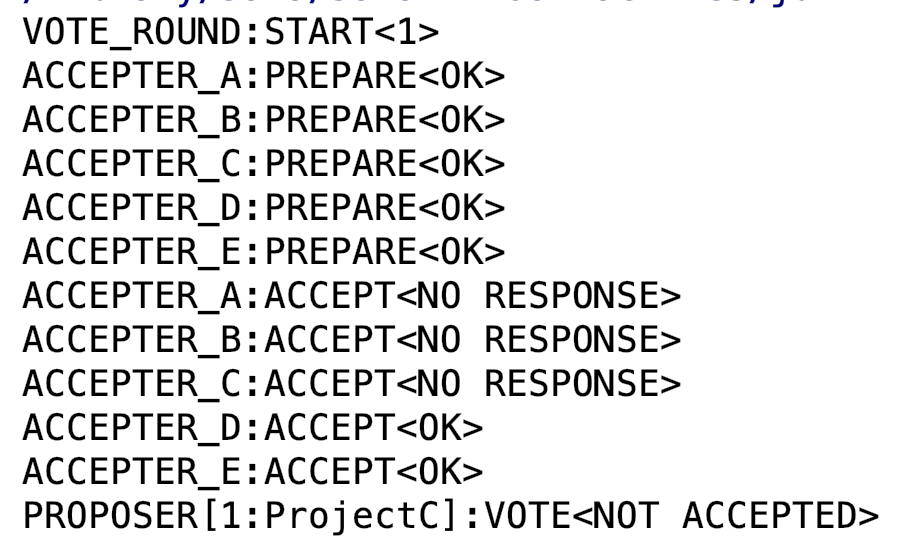 VOTE_ROUND:START<1>
ACCEPTER_A:PREPARE<OK>
ACCEPTER_B:PREPARE<OK>
ACCEPTER_C:PREPARE<OK>
ACCEPTER_D:PREPARE<OK>
ACCEPTER_E:PREPARE<OK>
ACCEPTER_A:ACCEPT<NO RESPONSE>
ACCEPTER_B:ACCEPT<NO RESPONSE>
ACCEPTER_C:ACCEPT<NO RESPONSE>
ACCEPTER_D:ACCEPT<OK>
ACCEPTER_E:ACCEPT<OK>
PROPOSER[1:ProjectC]:VOTE<NOT ACCEPTED>